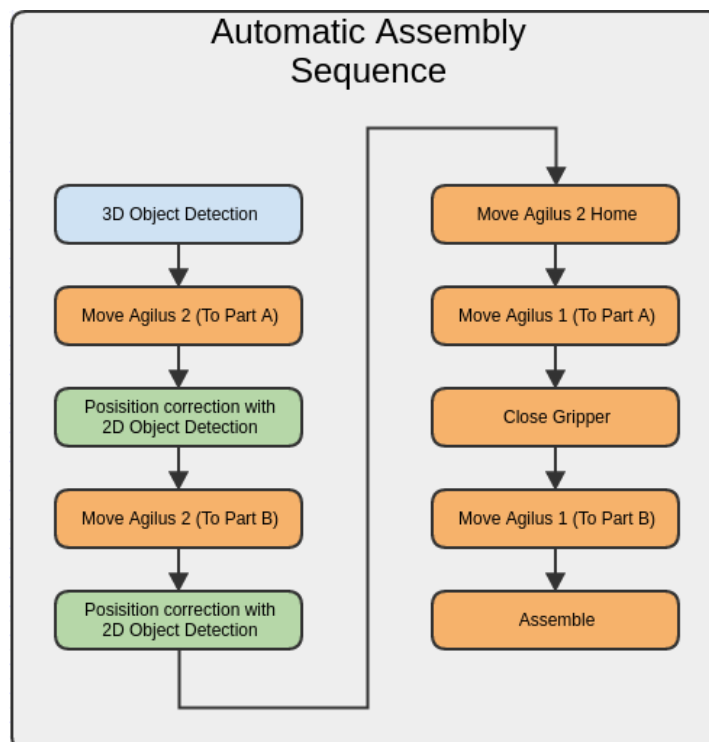 Automatic Assembly
Sequence
3D Object Detection
Move Agilus 2 (To Part A)
Posisition correction with
2D Object Detection
Move Agilus 2 (To Part B)
Posisition correction with
2D Object Detection
Move Agilus 2 Home
Move Agilus 1 (To Part A)
Close Gripper
Move Agilus 1 (To Part B)
Assemble